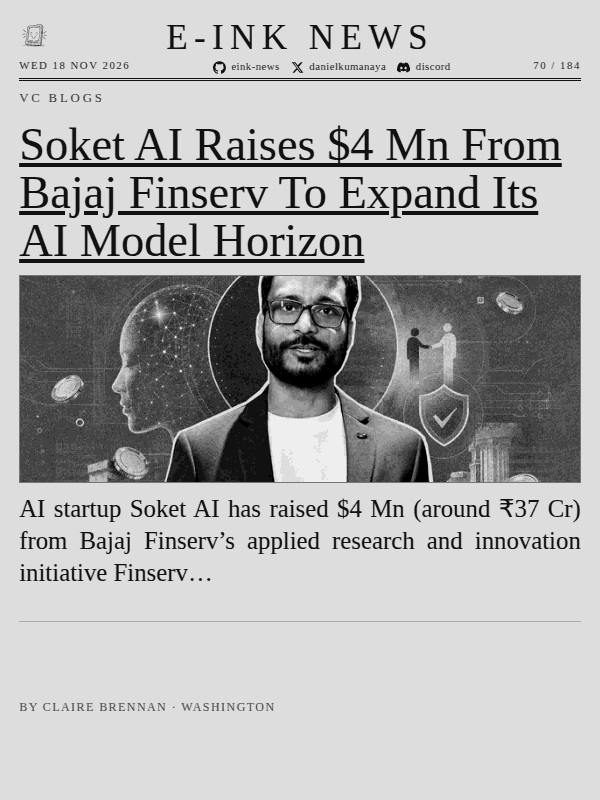 E-INK NEWS
WED 18 NOV 2026
eink-news danielkumanaya discord
70 / 184
VC BLOGS
Soket AI Raises $4 Mn From
Bajaj Finserv To Expand Its
AI Model Horizon
AI startup Soket AI has raised $4 Mn (around ₹37 Cr)
from Bajaj Finserv’s applied research and innovation
initiative Finserv…
BY CLAIRE BRENNAN · WASHINGTON